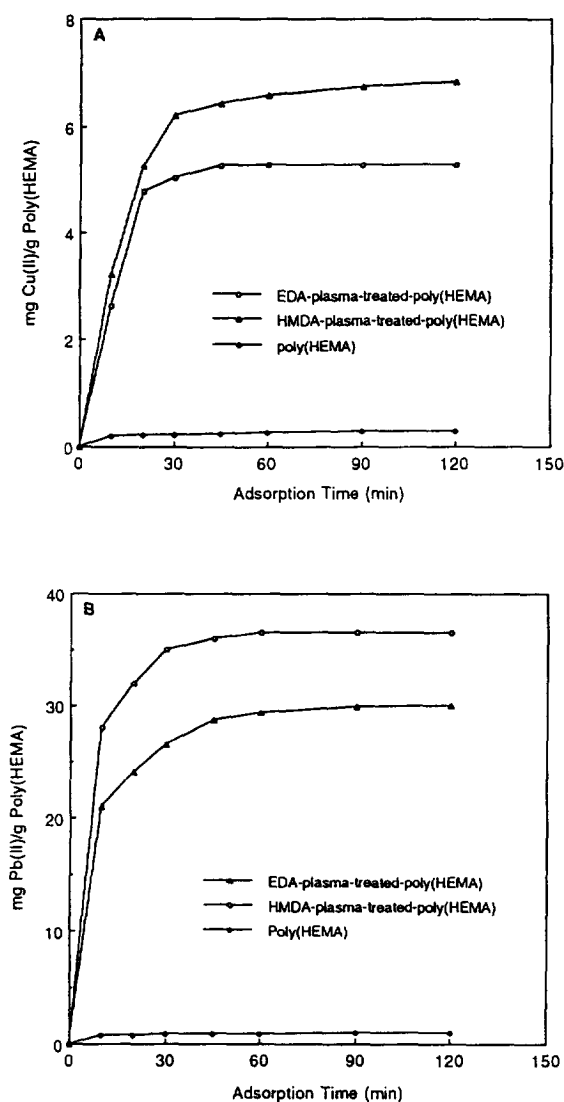 A
8
6
4
2
0
mg Cu(II)/g Poly(HEMA)
EDA-plasma-treated-poly(HEMA)
HMDA-plasma-treated-poly(HEMA)
poly(HEMA)
0 30 60 90 120 150
Adsorption Time (min)
B
40
30
20
10
0
mg Pb(II)/g Poly(HEMA)
EDA-plasma-treated-poly(HEMA)
HMDA-plasma-treated-poly(HEMA)
Poly(HEMA)
0 30 60 90 120 150
Adsorption Time (min)